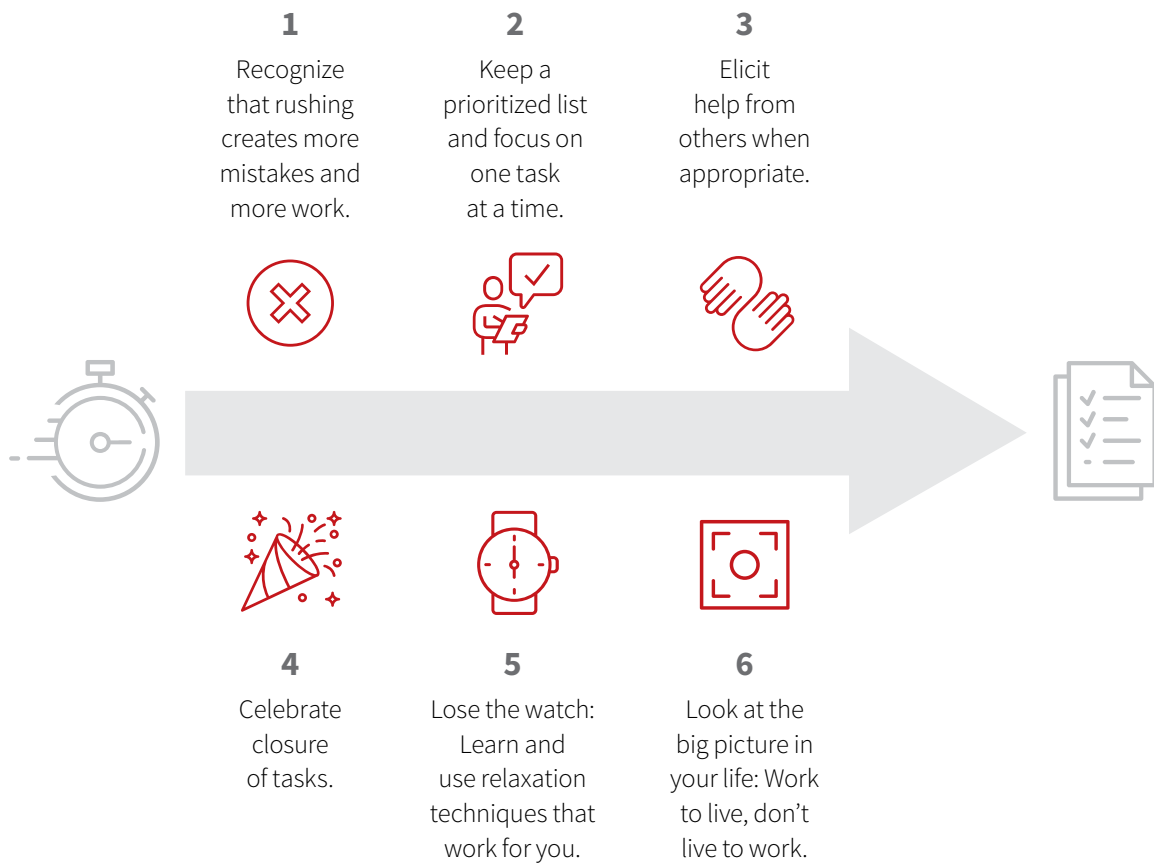 1
Recognize
that rushing
creates more
mistakes and
more work.
2
Keep a
prioritized list
and focus on
one task
at a time.
3
Elicit
help from
others when
appropriate.
4
Celebrate
closure
of tasks.
5
Lose the watch:
Learn and
use relaxation
techniques that
work for you.
6
Look at the
big picture in
your life: Work
to live, don’t
live to work.